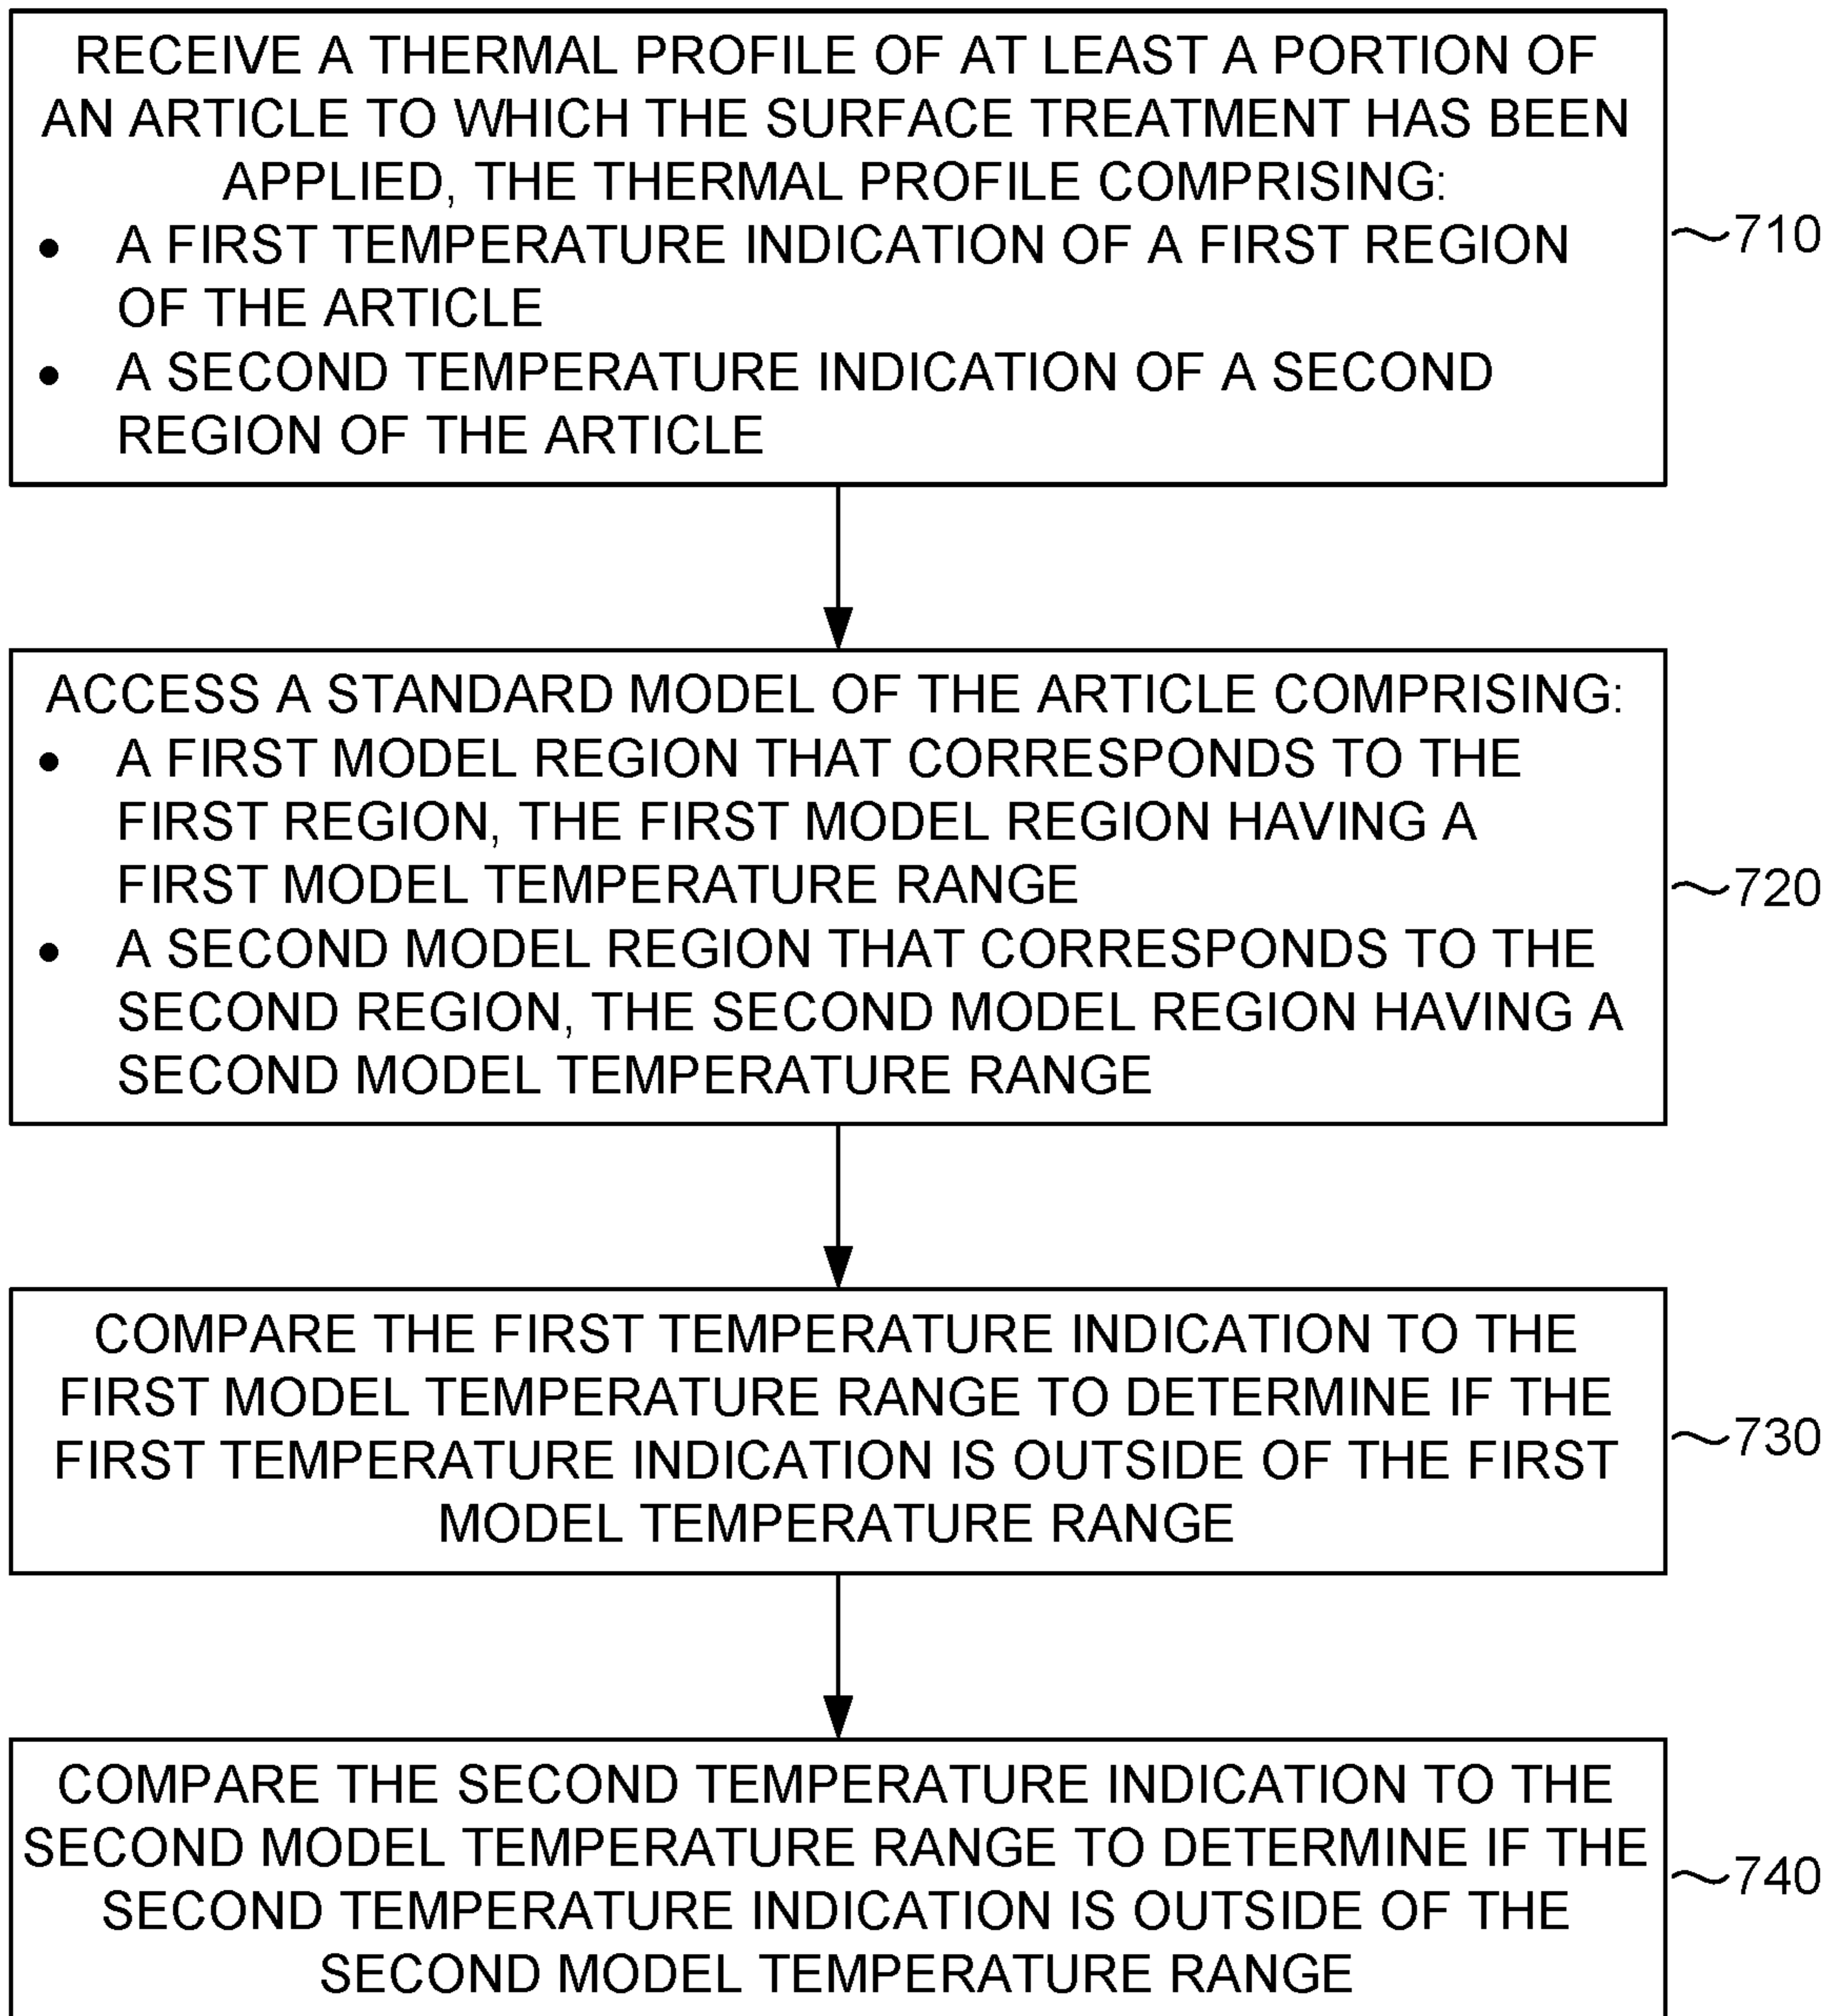 RECEIVE A THERMAL PROFILE OF AT LEAST A PORTION OF
AN ARTICLE TO WHICH THE SURFACE TREATMENT HAS BEEN
APPLIED, THE THERMAL PROFILE COMPRISING:
• A FIRST TEMPERATURE INDICATION OF A FIRST REGION
OF THE ARTICLE
• A SECOND TEMPERATURE INDICATION OF A SECOND
REGION OF THE ARTICLE
710
ACCESS A STANDARD MODEL OF THE ARTICLE COMPRISING:
• A FIRST MODEL REGION THAT CORRESPONDS TO THE
FIRST REGION, THE FIRST MODEL REGION HAVING A
FIRST MODEL TEMPERATURE RANGE
• A SECOND MODEL REGION THAT CORRESPONDS TO THE
SECOND REGION, THE SECOND MODEL REGION HAVING A
SECOND MODEL TEMPERATURE RANGE
720
COMPARE THE FIRST TEMPERATURE INDICATION TO THE
FIRST MODEL TEMPERATURE RANGE TO DETERMINE IF THE
FIRST TEMPERATURE INDICATION IS OUTSIDE OF THE FIRST
MODEL TEMPERATURE RANGE
730
COMPARE THE SECOND TEMPERATURE INDICATION TO THE
SECOND MODEL TEMPERATURE RANGE TO DETERMINE IF THE
SECOND TEMPERATURE INDICATION IS OUTSIDE OF THE
SECOND MODEL TEMPERATURE RANGE
740